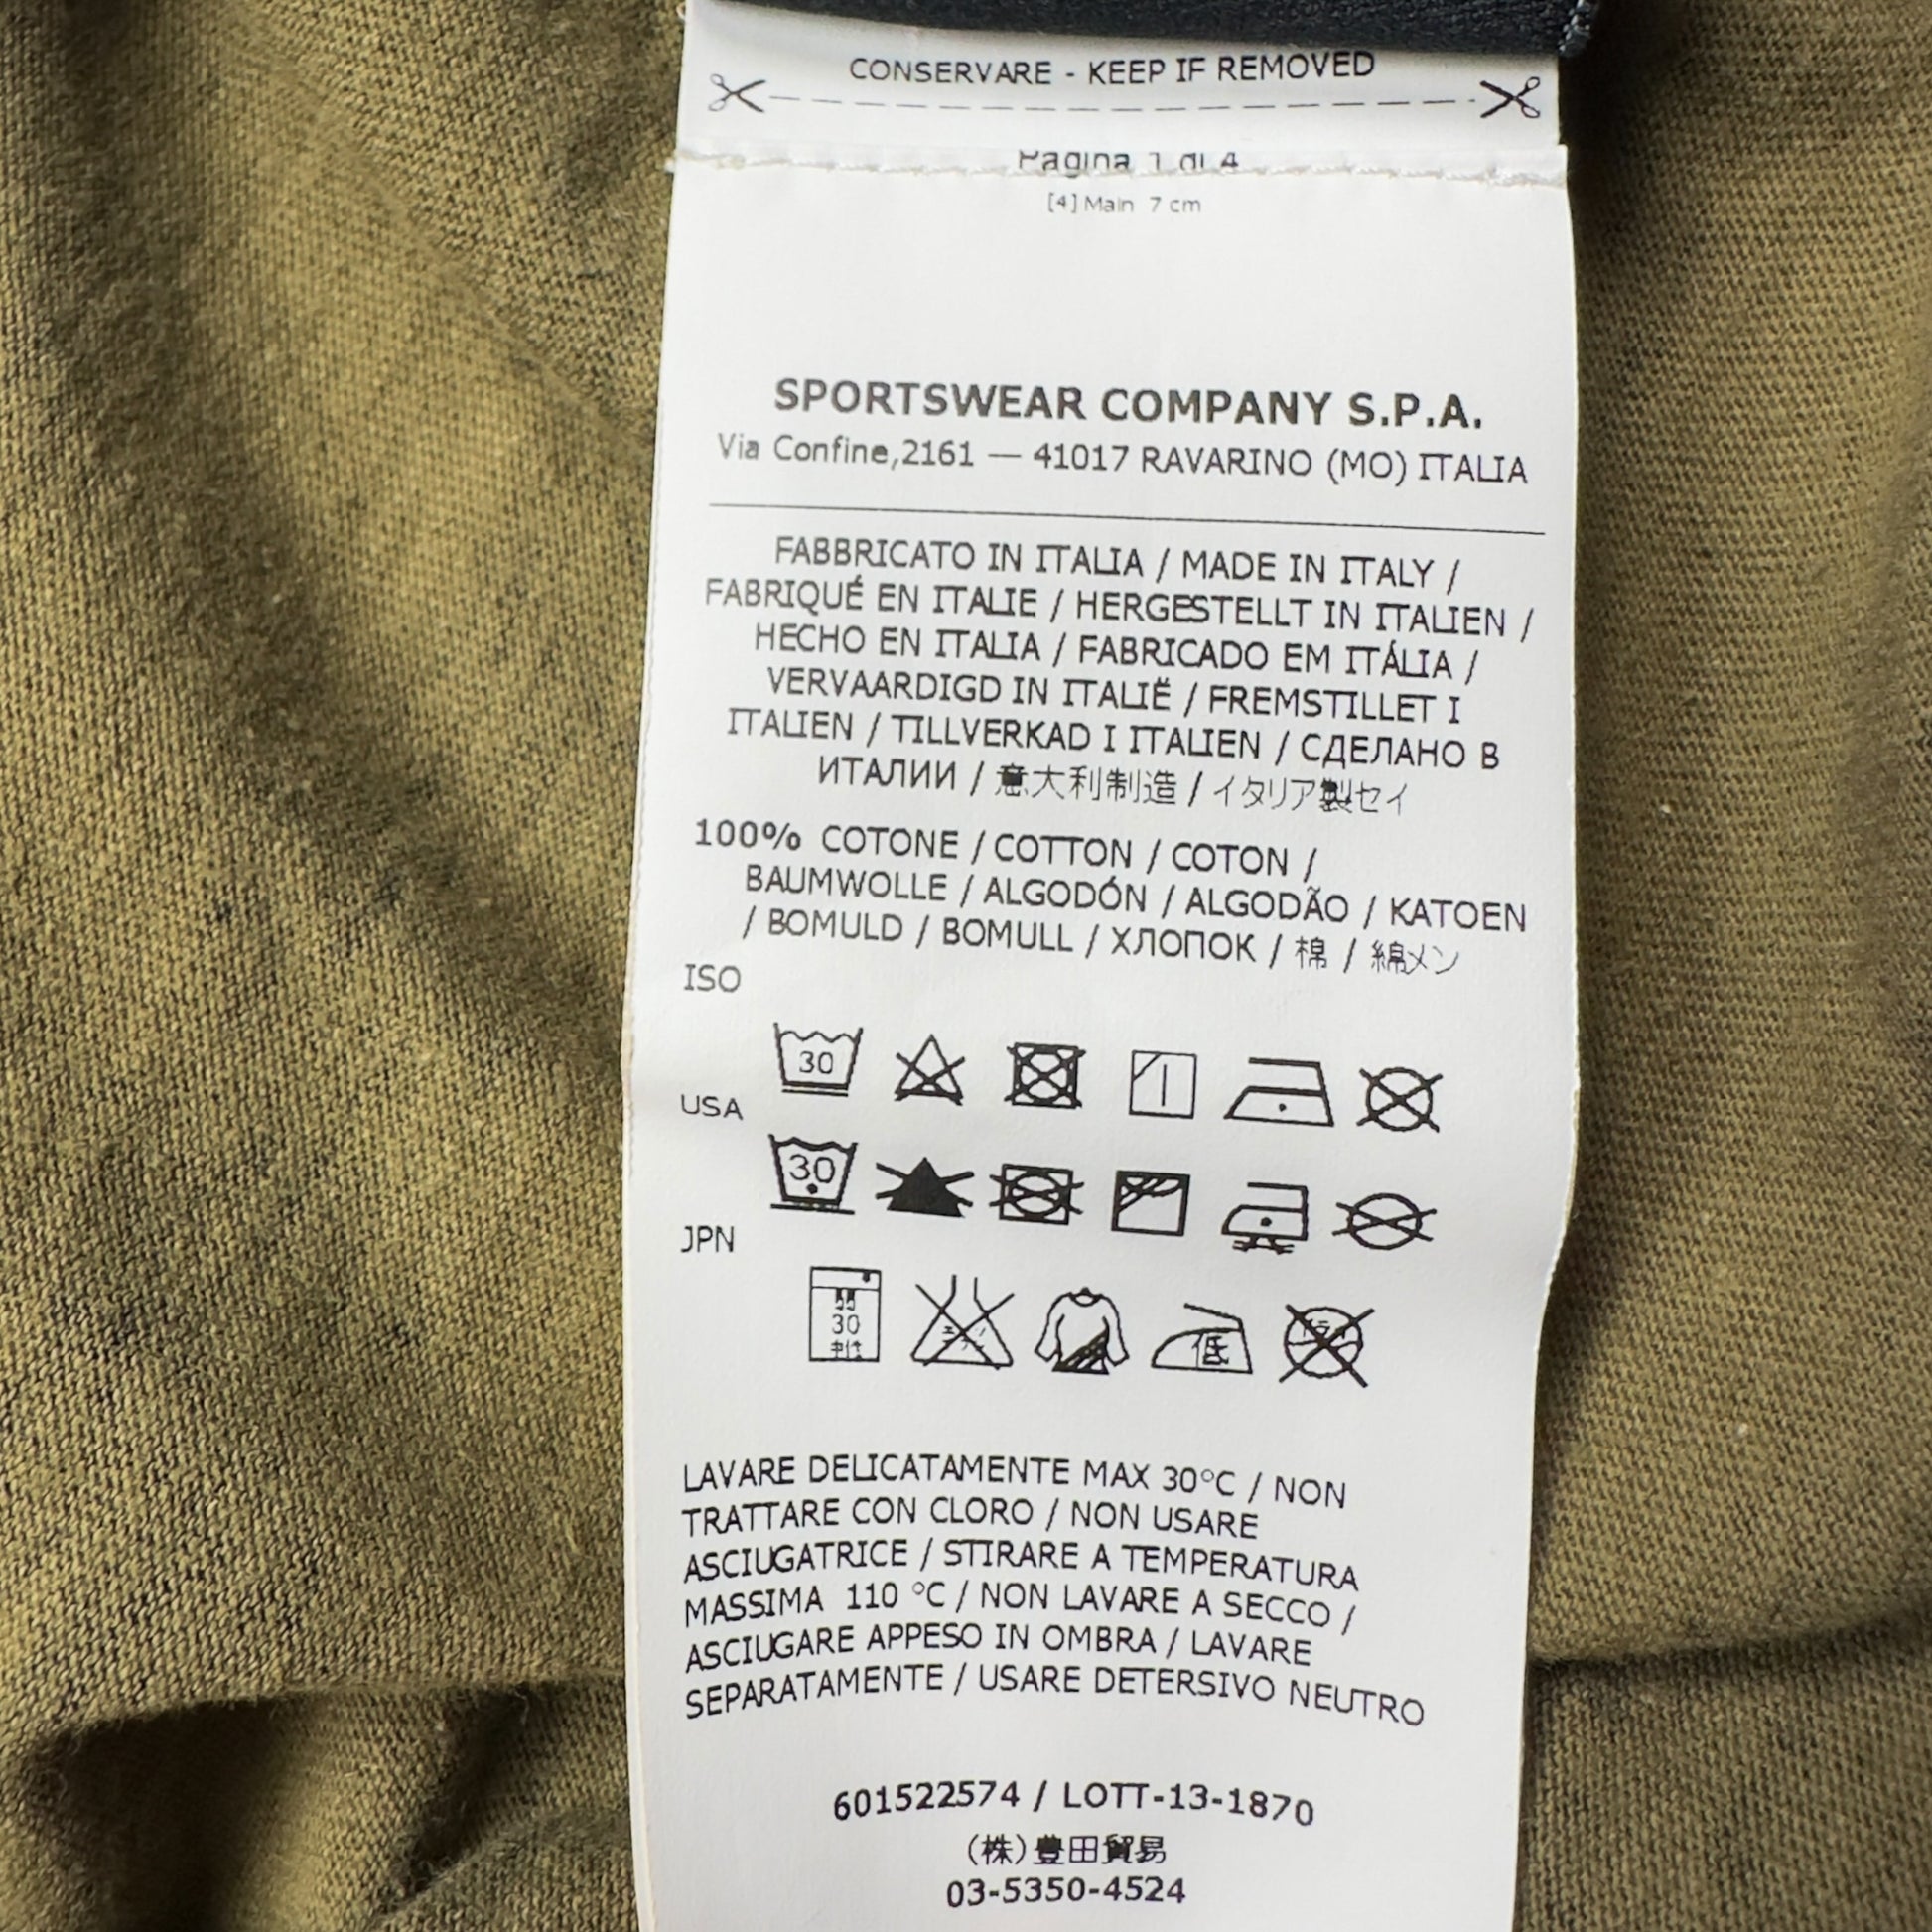 CONSERVARE - KEEP IF REMOVED
Pagina 1 di 4
[4] Main 7 cm
SPORTSWEAR COMPANY S.P.A.
Via Confine,2161 — 41017 RAVARINO (MO) ITALIA
FABBRICATO IN ITALIA / MADE IN ITALY /
FABRIQUÉ EN ITALIE / HERGESTELLT IN ITALIEN /
HECHO EN ITALIA / FABRICADO EM ITÁLIA /
VERVAARDIGD IN ITALIË / FREMSTILLET I
ITALIEN / TILLVERKAD I ITALIEN / СДЕЛАНО В
ИТАЛИИ / 意大利制造 / イタリア製セイ
100% COTONE / COTTON / COTON /
BAUMWOLLE / ALGODÓN / ALGODÃO / KATOEN
/ BOMULD / BOMULL / ХЛОПОК / 棉 / 綿メン
ISO
30
USA
30
JPN
30
中性
低
LAVARE DELICATAMENTE MAX 30°C / NON
TRATTARE CON CLORO / NON USARE
ASCIUGATRICE / STIRARE A TEMPERATURA
MASSIMA 110 °C / NON LAVARE A SECCO /
ASCIUGARE APPESO IN OMBRA / LAVARE
SEPARATAMENTE / USARE DETERSIVO NEUTRO
601522574 / LOTT-13-1870
(株)豊田貿易
03-5350-4524